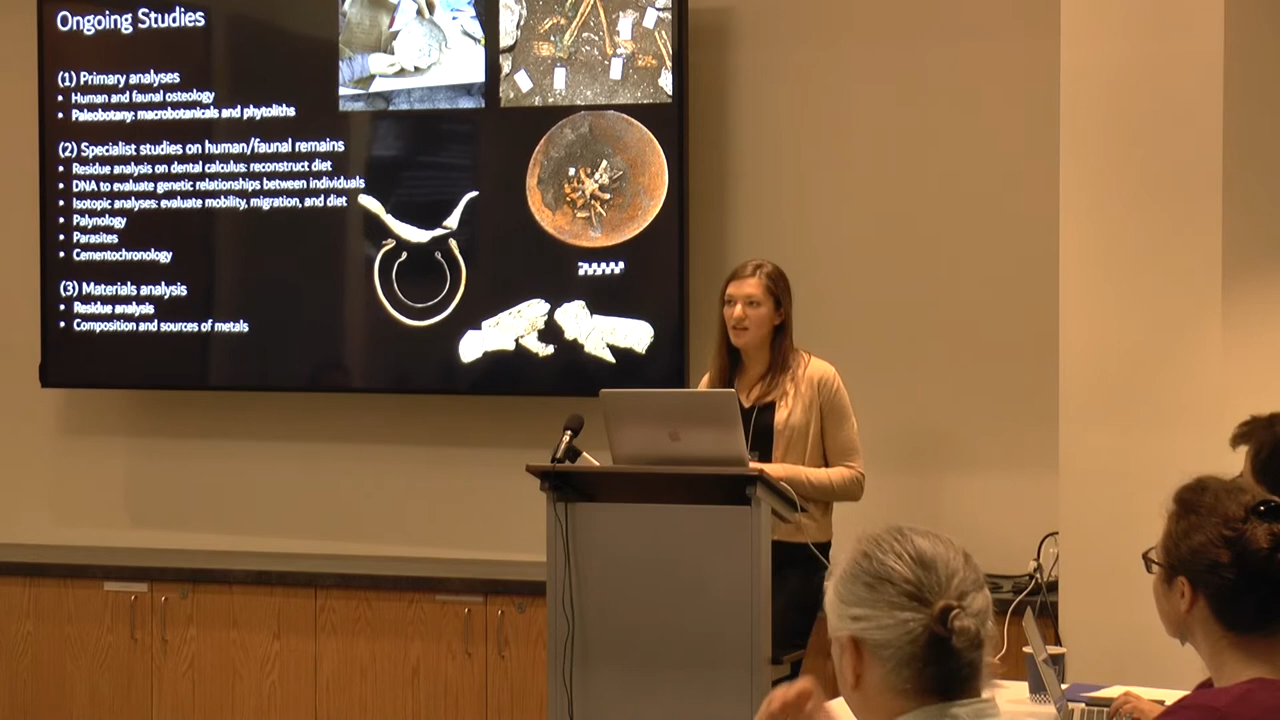 Ongoing Studies
(1) Primary analyses
• Human and faunal osteology
• Paleobotany: macrobotanicals and phytoliths
(2) Specialist studies on human/faunal remains
• Residue analysis on dental calculus: reconstruct diet
• DNA to evaluate genetic relationships between individuals
• Isotopic analyses: evaluate mobility, migration, and diet
• Palynology
• Parasites
• Cementochronology
(3) Materials analysis
• Residue analysis
• Composition and sources of metals